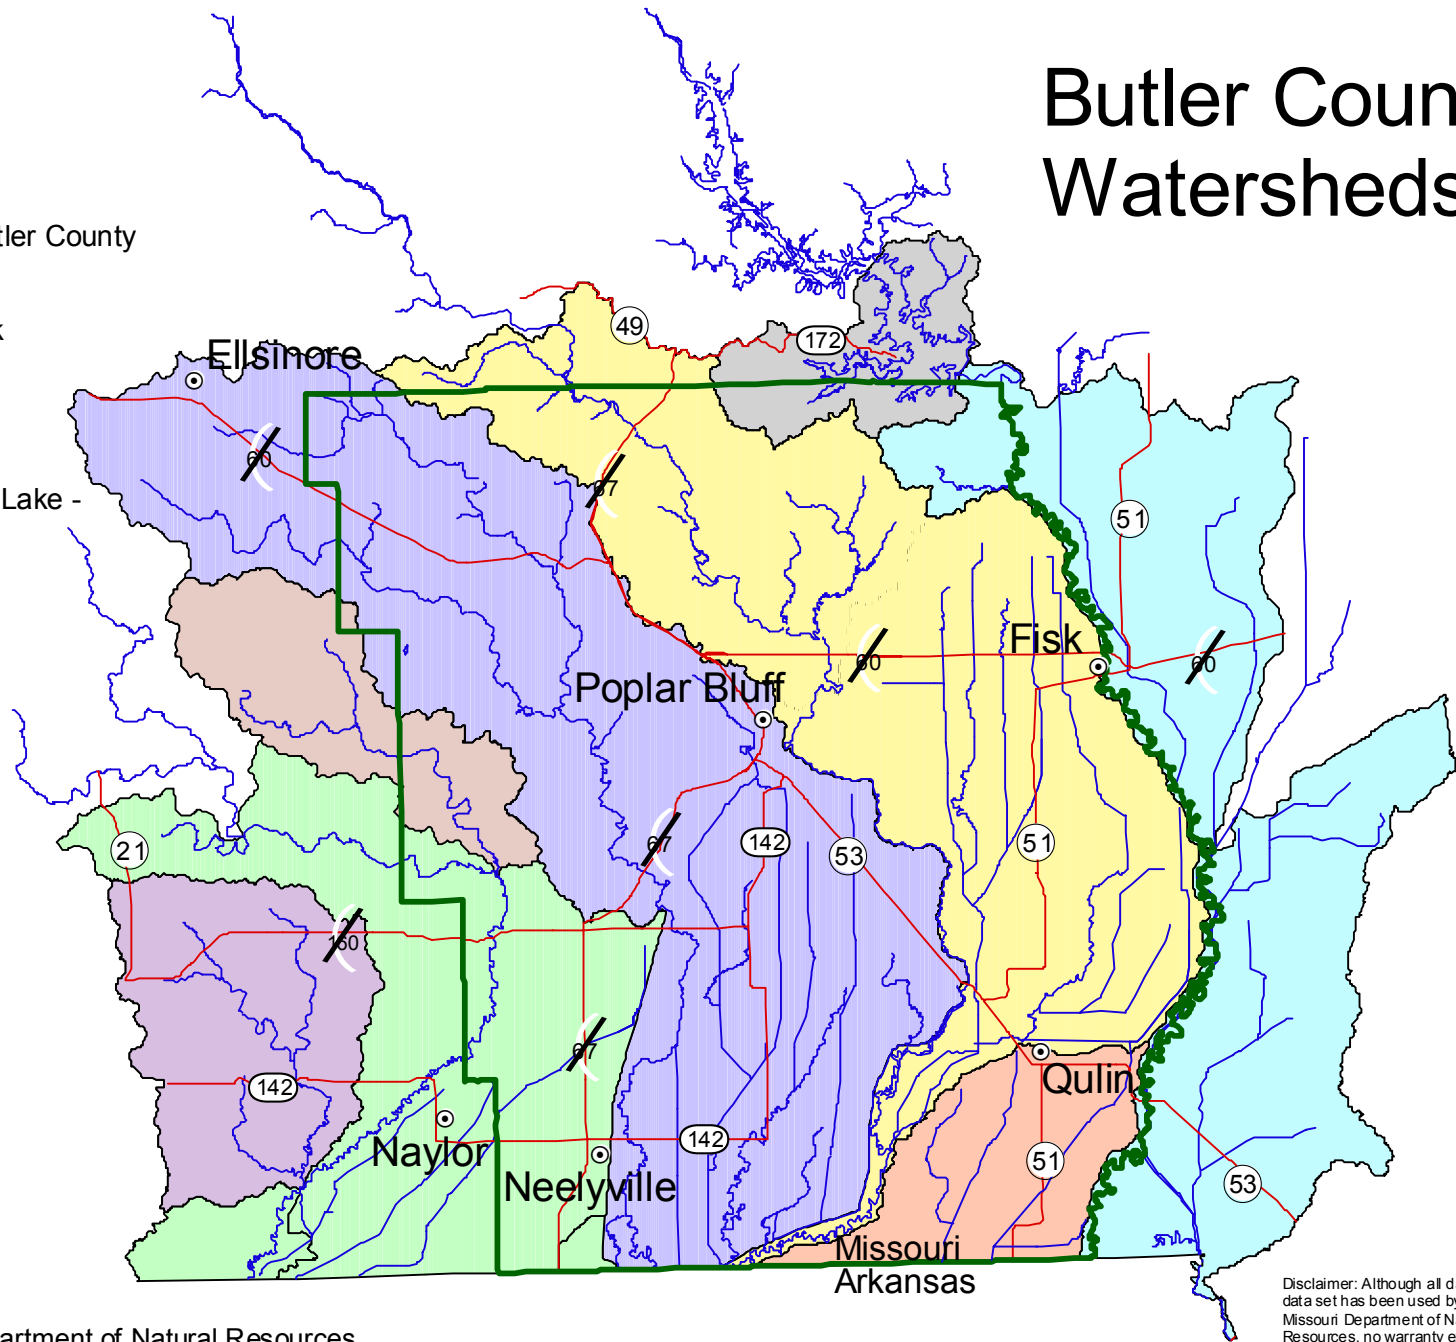 Butler Coun
Watersheds
tler County
k
Lake -
Ellsinore
49
172
60
67
51
Fisk
60
60
Poplar Bluff
21
67
142
53
51
160
67
Qulin
142
Naylor
142
Neelyville
51
53
Missouri
Arkansas
Disclaimer: Although all d
data set has been used by
Missouri Department of N
Resources, no warranty e
artment of Natural Resources